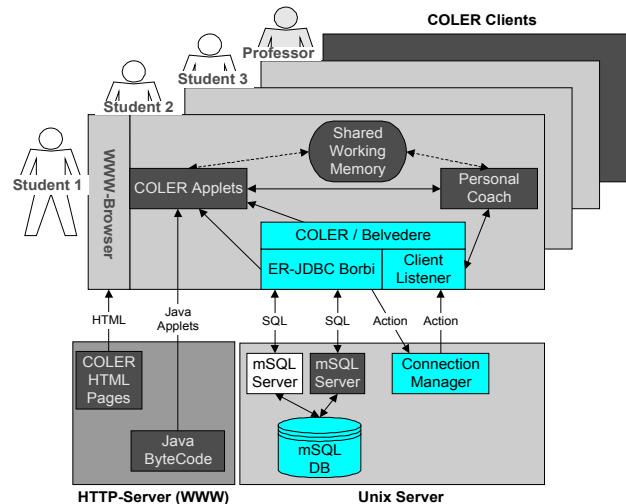 COLER Clients
Professor
Student 3
Student 2
Student 1
WWW-Browser
Shared
Working
Memory
COLER Applets
Personal
Coach
COLER / Belvedere
ER-JDBC Borbi
Client
Listener
HTML
Java
Applets
SQL
SQL
Action
Action
COLER
HTML
Pages
Java
ByteCode
mSQL
Server
mSQL
Server
Connection
Manager
mSQL
DB
HTTP-Server (WWW)
Unix Server